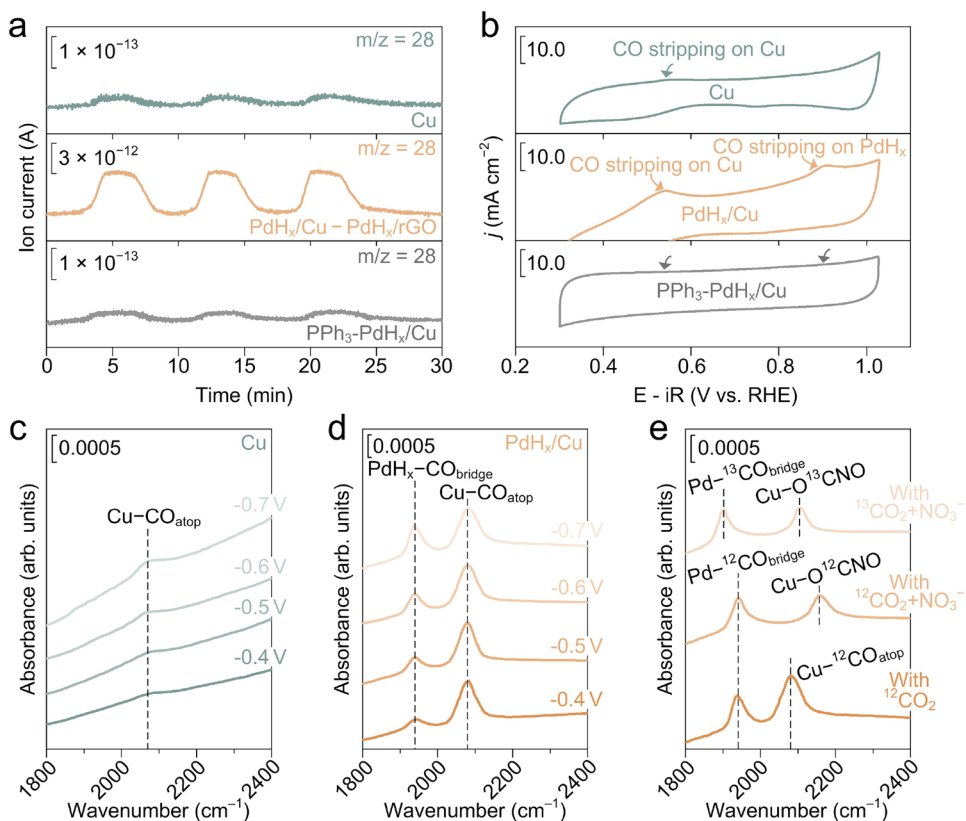 a
1 × 10⁻¹³
m/z = 28
Cu
3 × 10⁻¹²
m/z = 28
PdHₓ/Cu – PdHₓ/rGO
1 × 10⁻¹³
m/z = 28
PPh₃-PdHₓ/Cu
Ion current (A)
0 5 10 15 20 25 30
Time (min)
b
10.0
CO stripping on Cu
Cu
10.0
CO stripping on PdHₓ
CO stripping on Cu
PdHₓ/Cu
10.0
PPh₃-PdHₓ/Cu
j (mA cm⁻²)
0.2 0.4 0.6 0.8 1.0
E - iR (V vs. RHE)
c
0.0005
Cu
Cu–CO_atop
-0.7 V
-0.6 V
-0.5 V
-0.4 V
Absorbance (arb. units)
1800 2000 2200 2400
Wavenumber (cm⁻¹)
d
0.0005
PdHₓ/Cu
PdHₓ–CO_bridge
Cu–CO_atop
-0.7 V
-0.6 V
-0.5 V
-0.4 V
Absorbance (arb. units)
1800 2000 2200 2400
Wavenumber (cm⁻¹)
e
0.0005
Pd–¹³CO_bridge
Cu–O¹³CNO
With
¹³CO₂+NO₃⁻
Pd–¹²CO_bridge
Cu–O¹²CNO
With
¹²CO₂+NO₃⁻
Cu–¹²CO_atop
With
¹²CO₂
Absorbance (arb. units)
1800 2000 2200 2400
Wavenumber (cm⁻¹)